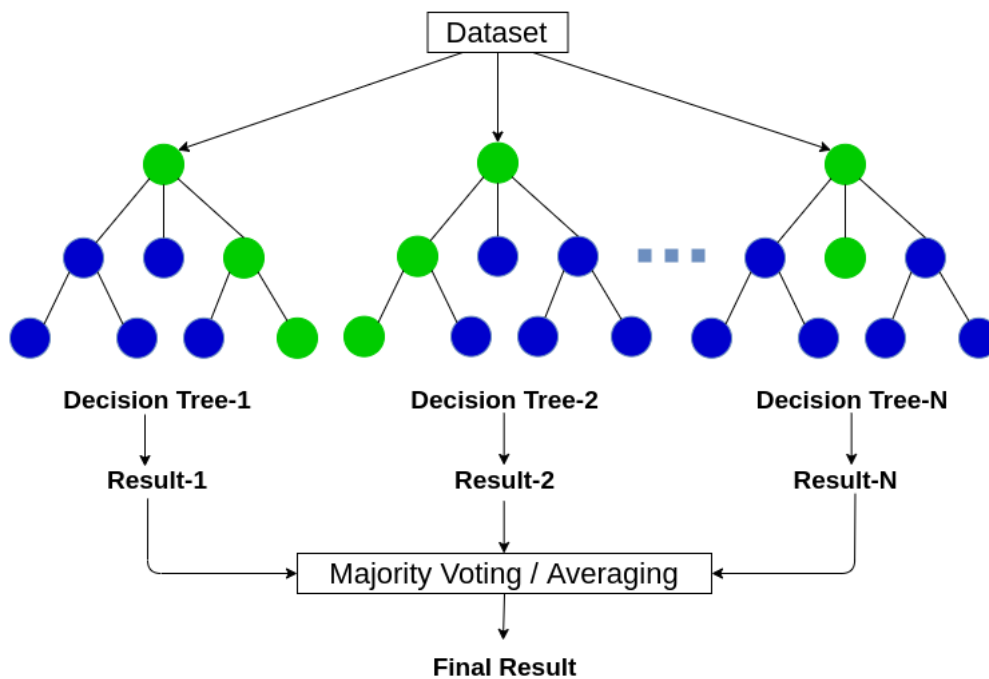 Dataset
Decision Tree-1
Decision Tree-2
Decision Tree-N
Result-1
Result-2
Result-N
Majority Voting / Averaging
Final Result